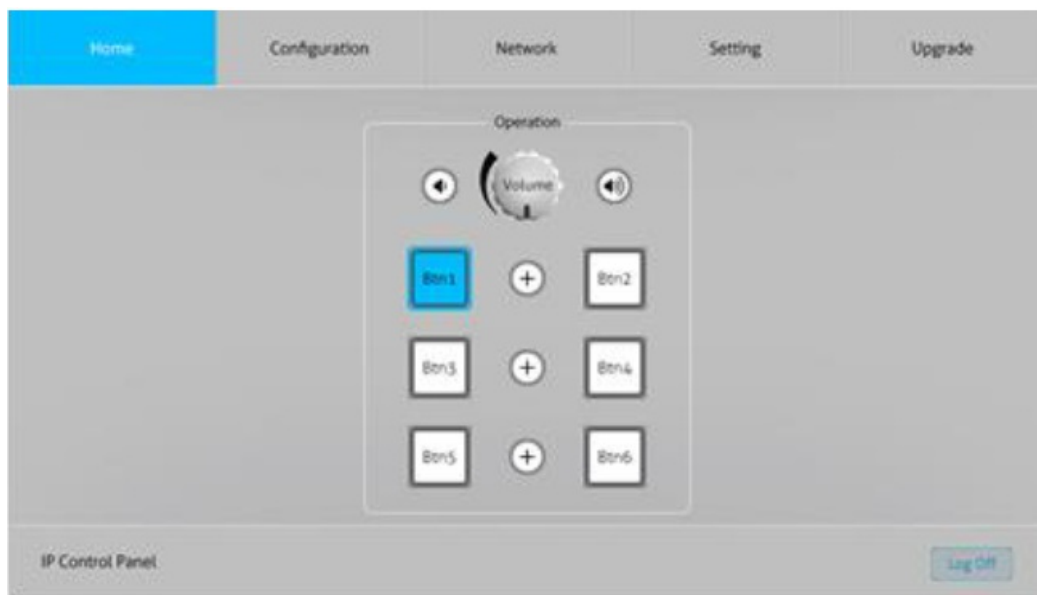 Home Configuration Network Setting Upgrade
Operation
Volume
Btn1 Btn2
Btn3 Btn4
Btn5 Btn6
IP Control Panel Log Off